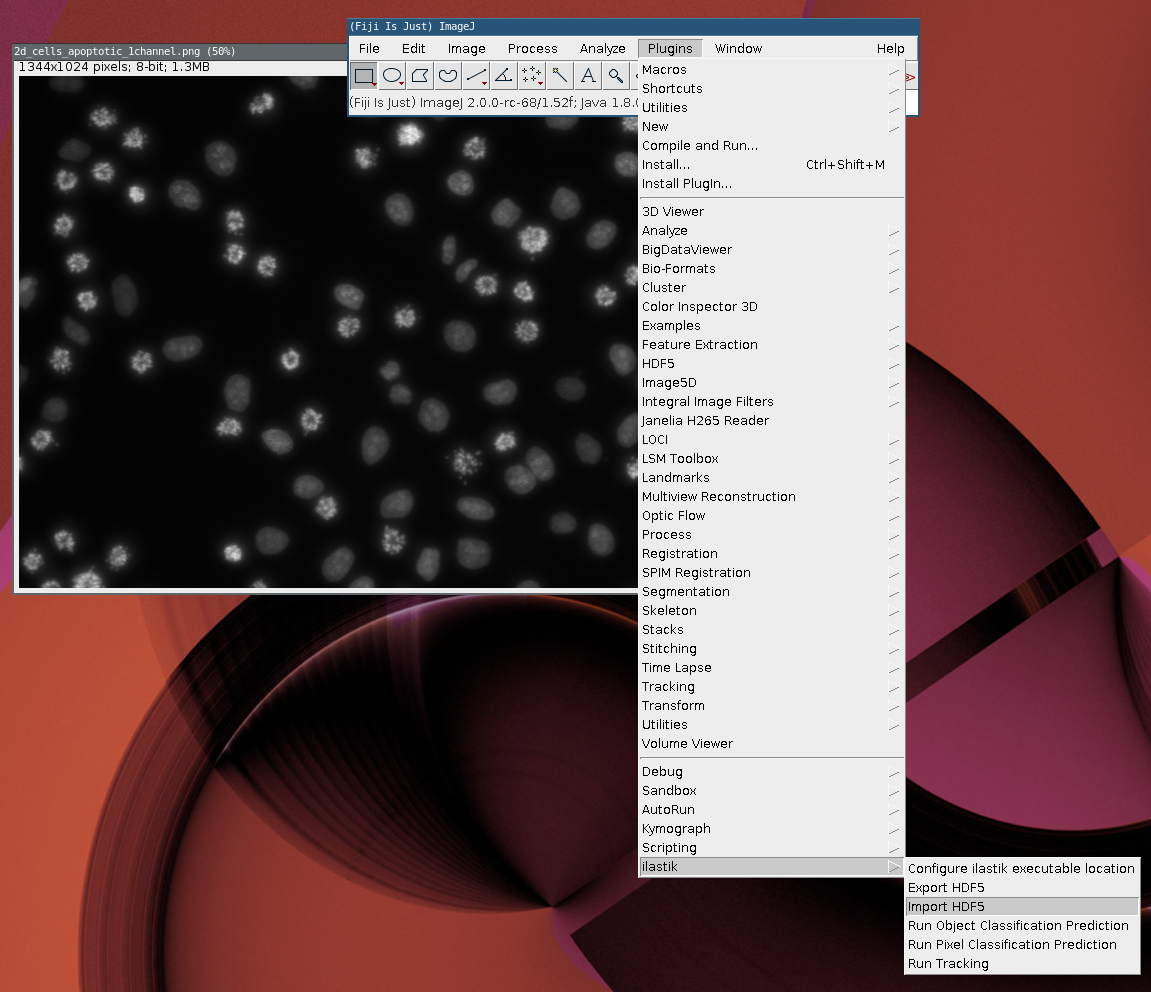 (Fiji Is Just) ImageJ
2d_cells_apoptotic_1channel.png (50%)
1344x1024 pixels; 8-bit; 1.3MB
File Edit Image Process Analyze Plugins Window Help
A
(Fiji Is Just) ImageJ 2.0.0-rc-68/1.52f; Java 1.8.0
Macros
Shortcuts
Utilities
New
Compile and Run...
Install... Ctrl+Shift+M
Install PlugIn...
3D Viewer
Analyze
BigDataViewer
Bio-Formats
Cluster
Color Inspector 3D
Examples
Feature Extraction
HDF5
Image5D
Integral Image Filters
Janelia H265 Reader
LOCI
LSM Toolbox
Landmarks
Multiview Reconstruction
Optic Flow
Process
Registration
SPIM Registration
Segmentation
Skeleton
Stacks
Stitching
Time Lapse
Tracking
Transform
Utilities
Volume Viewer
Debug
Sandbox
AutoRun
Kymograph
Scripting
ilastik
Configure ilastik executable location
Export HDF5
Import HDF5
Run Object Classification Prediction
Run Pixel Classification Prediction
Run Tracking